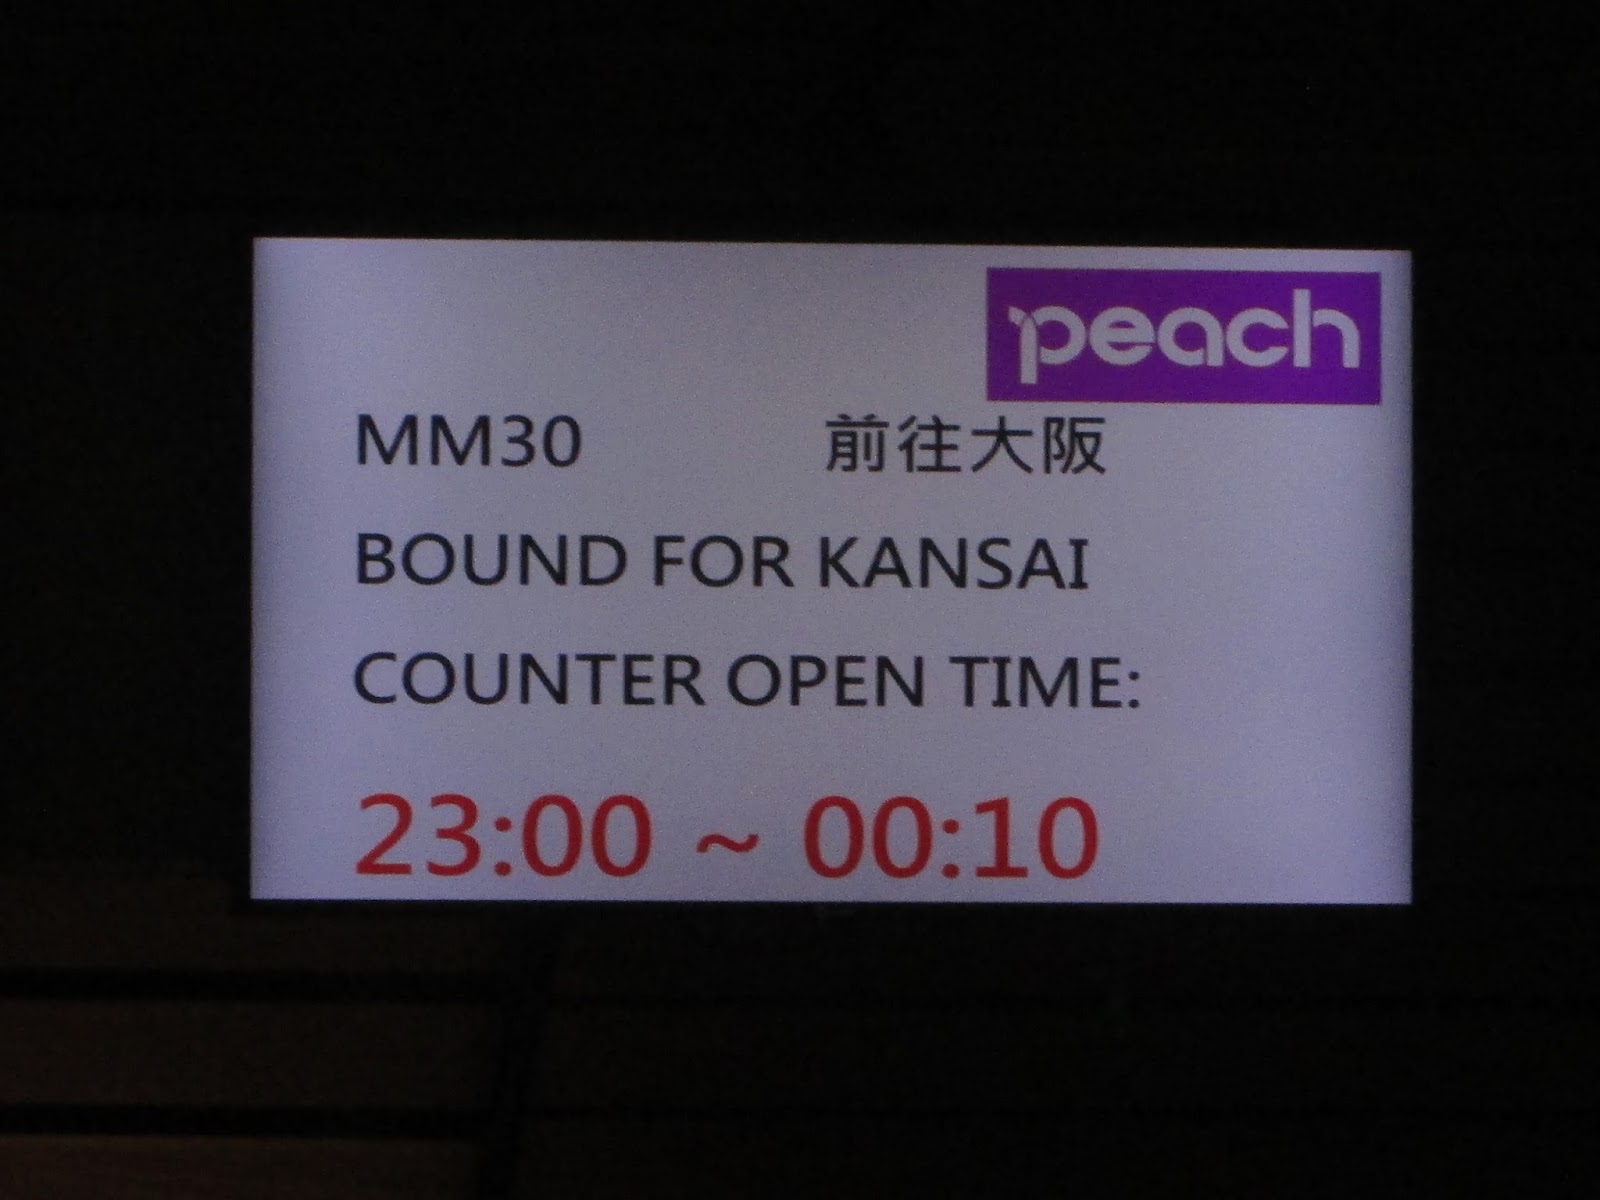 peach
MM30 前往大阪
BOUND FOR KANSAI
COUNTER OPEN TIME:
23:00 ~ 00:10